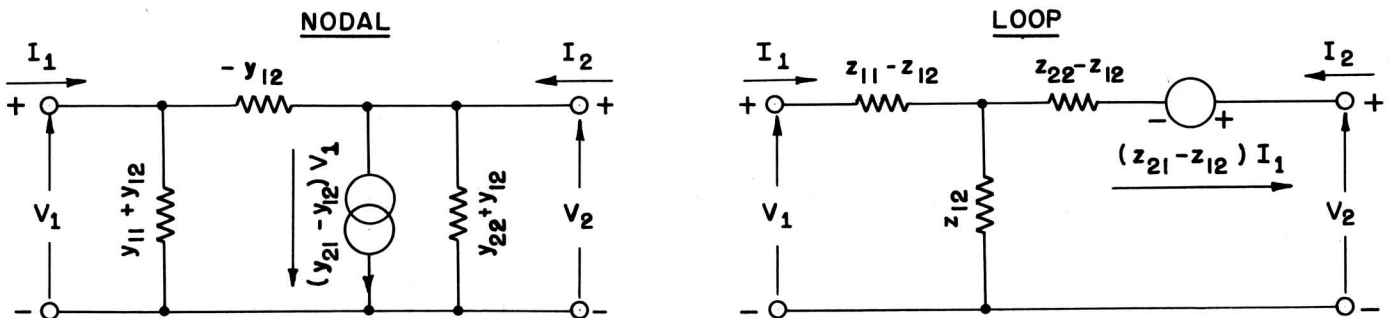 NODAL
I₁
I₂
- y₁₂
+
+
V₁
y₁₁ + y₁₂
(y₂₁ - y₁₂) V₁
y₂₂ + y₁₂
V₂
-
-
LOOP
I₁
z₁₁ - z₁₂
z₂₂ - z₁₂
I₂
+
- +
+
(z₂₁ - z₁₂) I₁
V₁
z₁₂
V₂
-
-